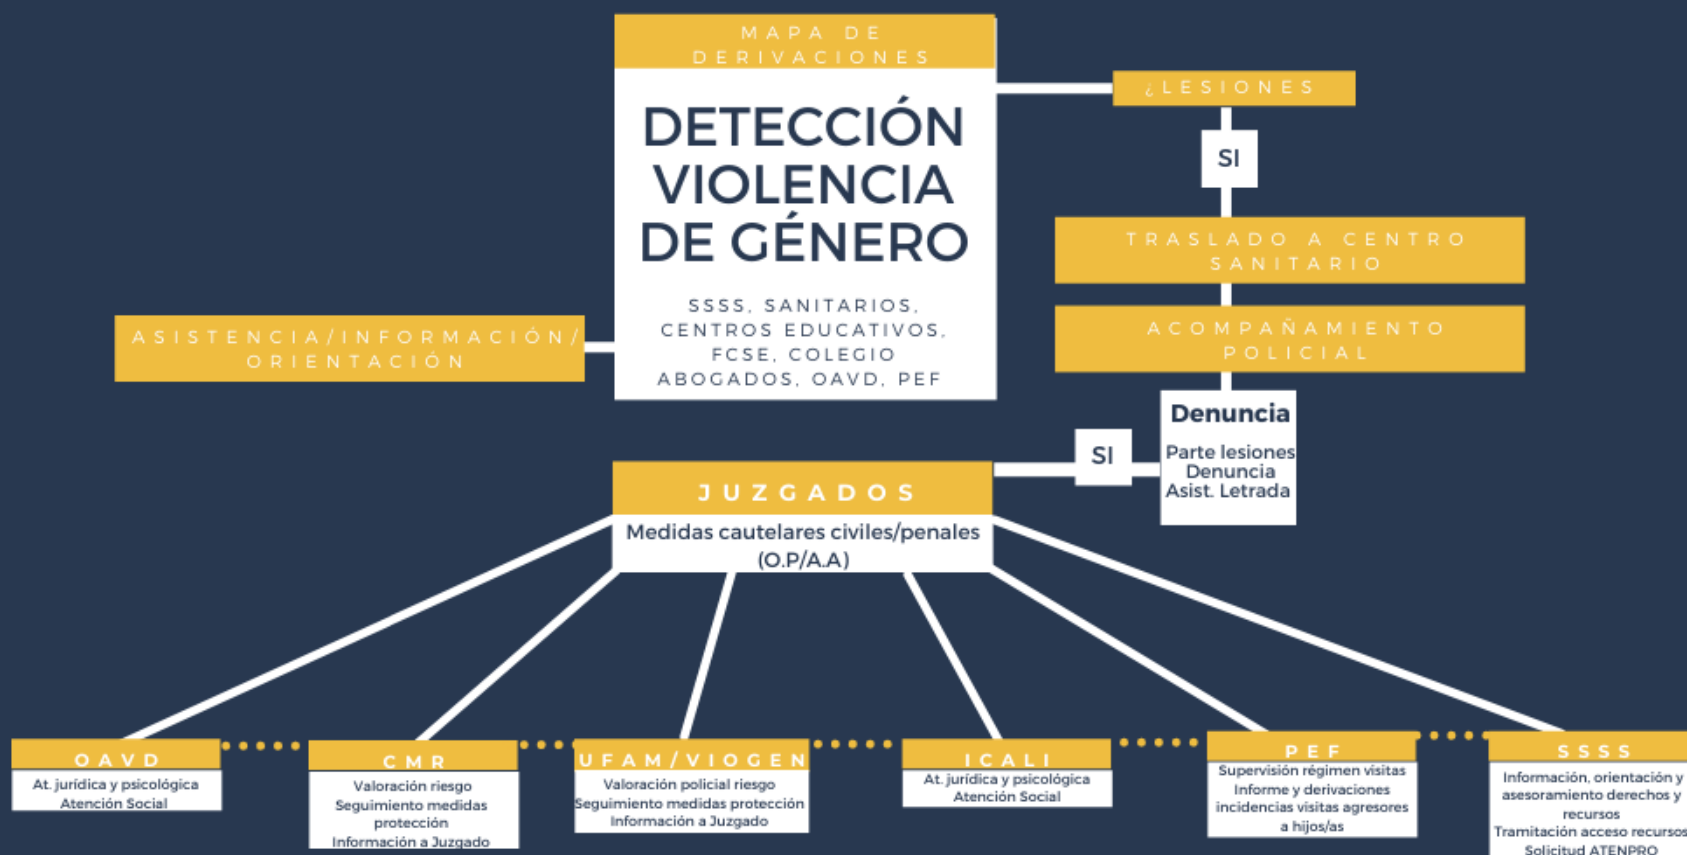 MAPA DE
DERIVACIONES
DETECCIÓN
VIOLENCIA
DE GÉNERO
SSSS, SANITARIOS,
CENTROS EDUCATIVOS,
FCSE, COLEGIO
ABOGADOS, OAVD, PEF
¿LESIONES
SI
TRASLADO A CENTRO
SANITARIO
ACOMPAÑAMIENTO
POLICIAL
ASISTENCIA/INFORMACIÓN/
ORIENTACIÓN
Denuncia
Parte lesiones
Denuncia
Asist. Letrada
SI
JUZGADOS
Medidas cautelares civiles/penales
(O.P/A.A)
OAVD
At. jurídica y psicológica
Atención Social
CMR
Valoración riesgo
Seguimiento medidas
protección
Información a Juzgado
UFAM/VIOGEN
Valoración policial riesgo
Seguimiento medidas protección
Información a Juzgado
ICALI
At. jurídica y psicológica
Atención Social
PEF
Supervisión régimen visitas
Informe y derivaciones
incidencias visitas agresores
a hijos/as
SSSS
Información, orientación y
asesoramiento derechos y
recursos
Tramitación acceso recursos
Solicitud ATENPRO